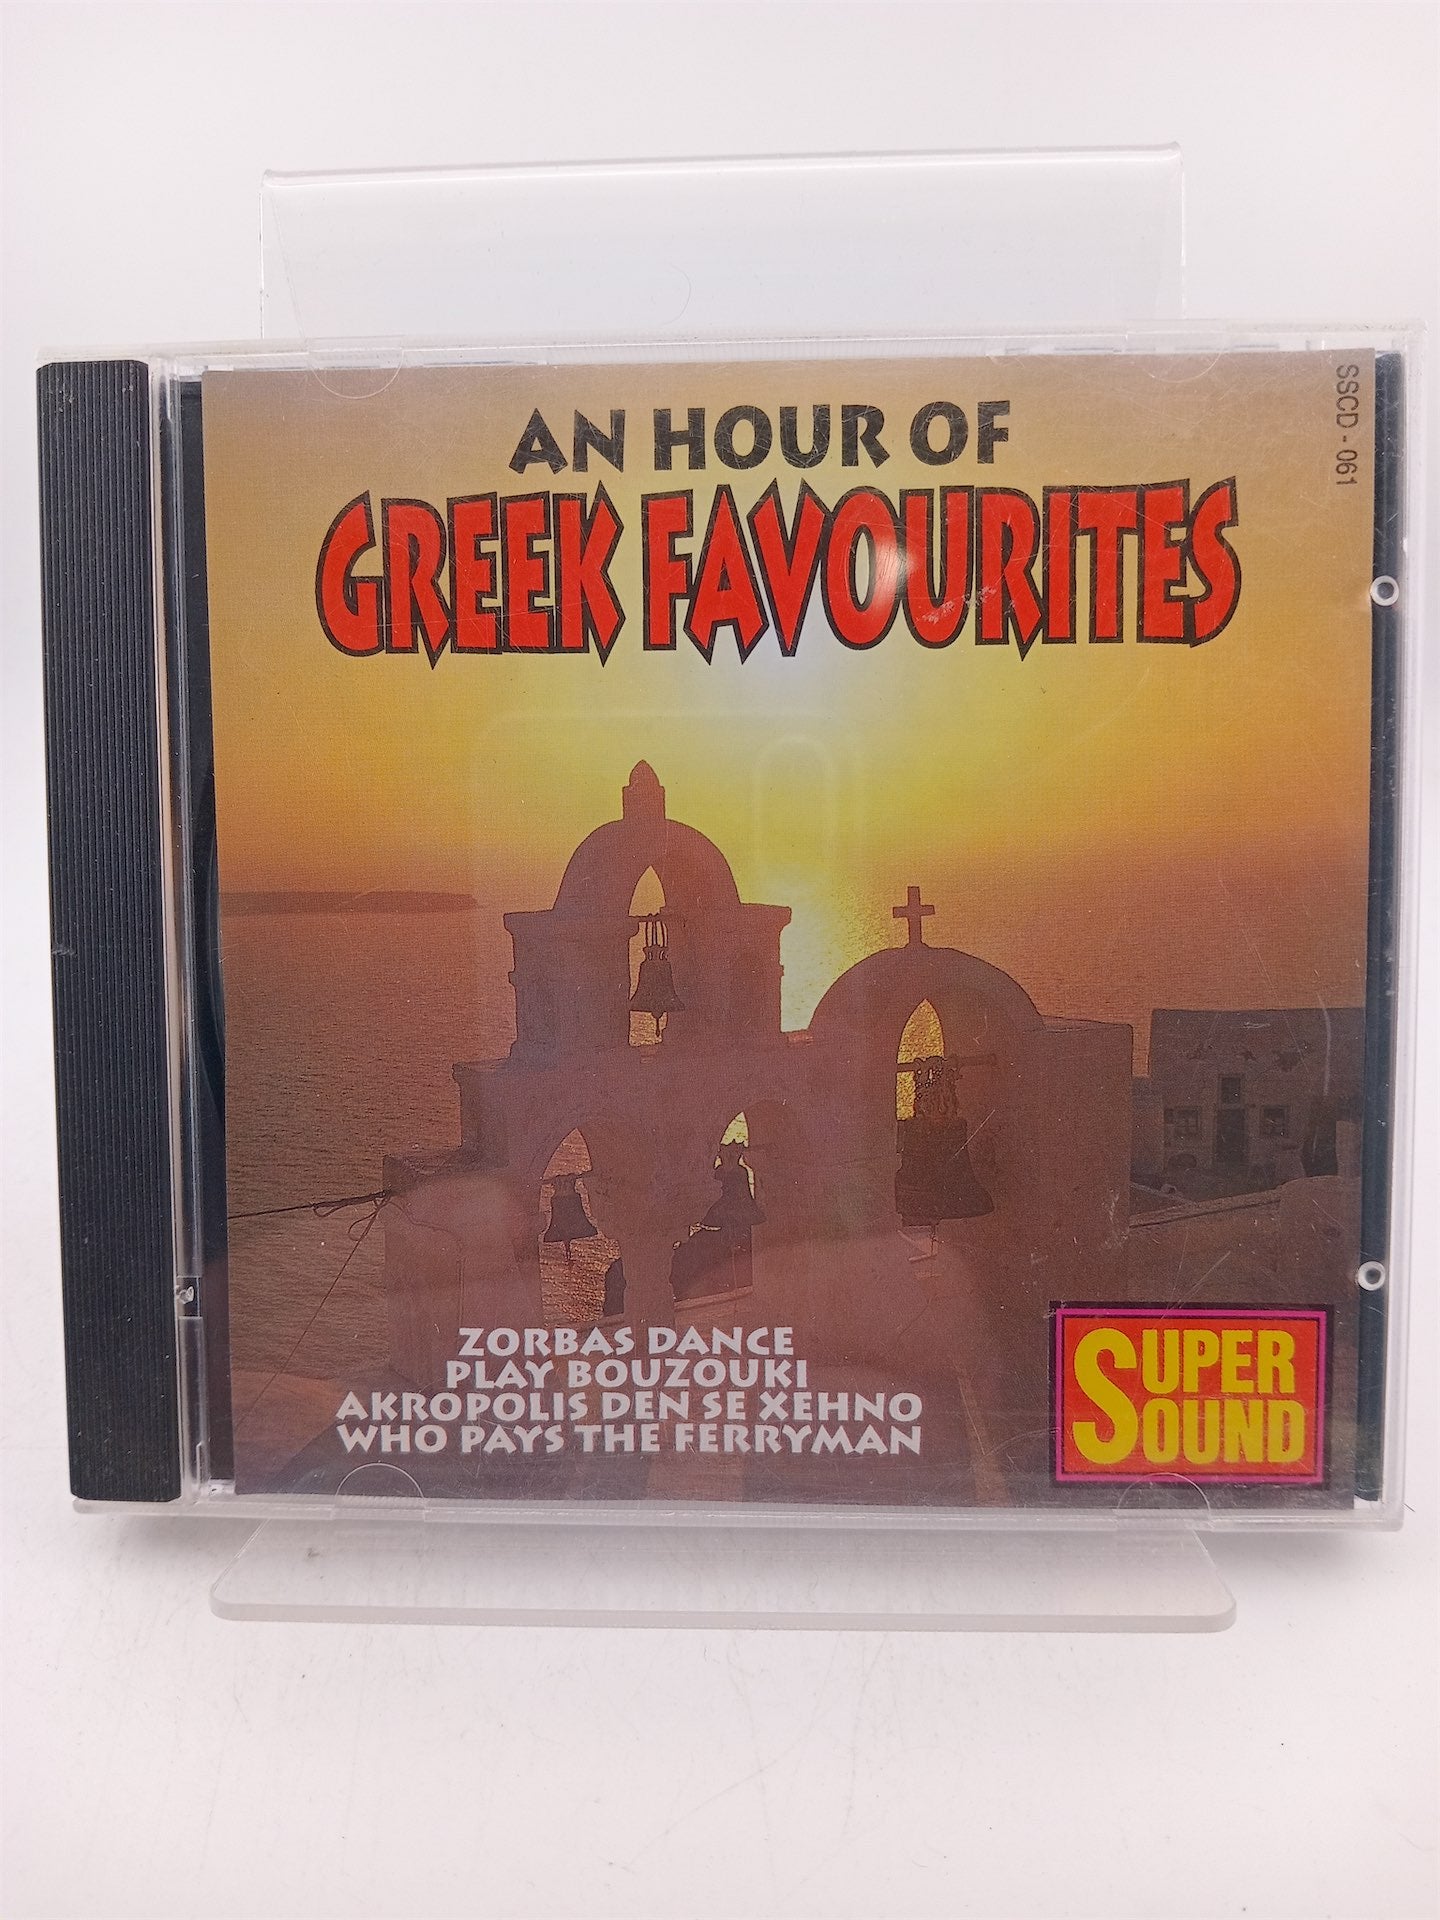 AN HOUR OF
GREEK FAVOURITES
SSCD - 061
ZORBAS DANCE
PLAY BOUZOUKI
AKROPOLIS DEN SE XEHNO
WHO PAYS THE FERRYMAN
SUPER
SOUND